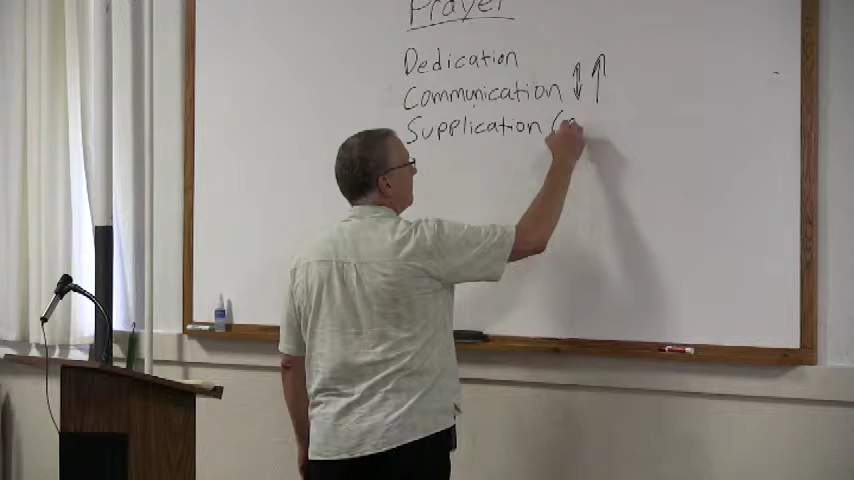 Prayer
Dedication
Communication ↓ ↑
Supplication (